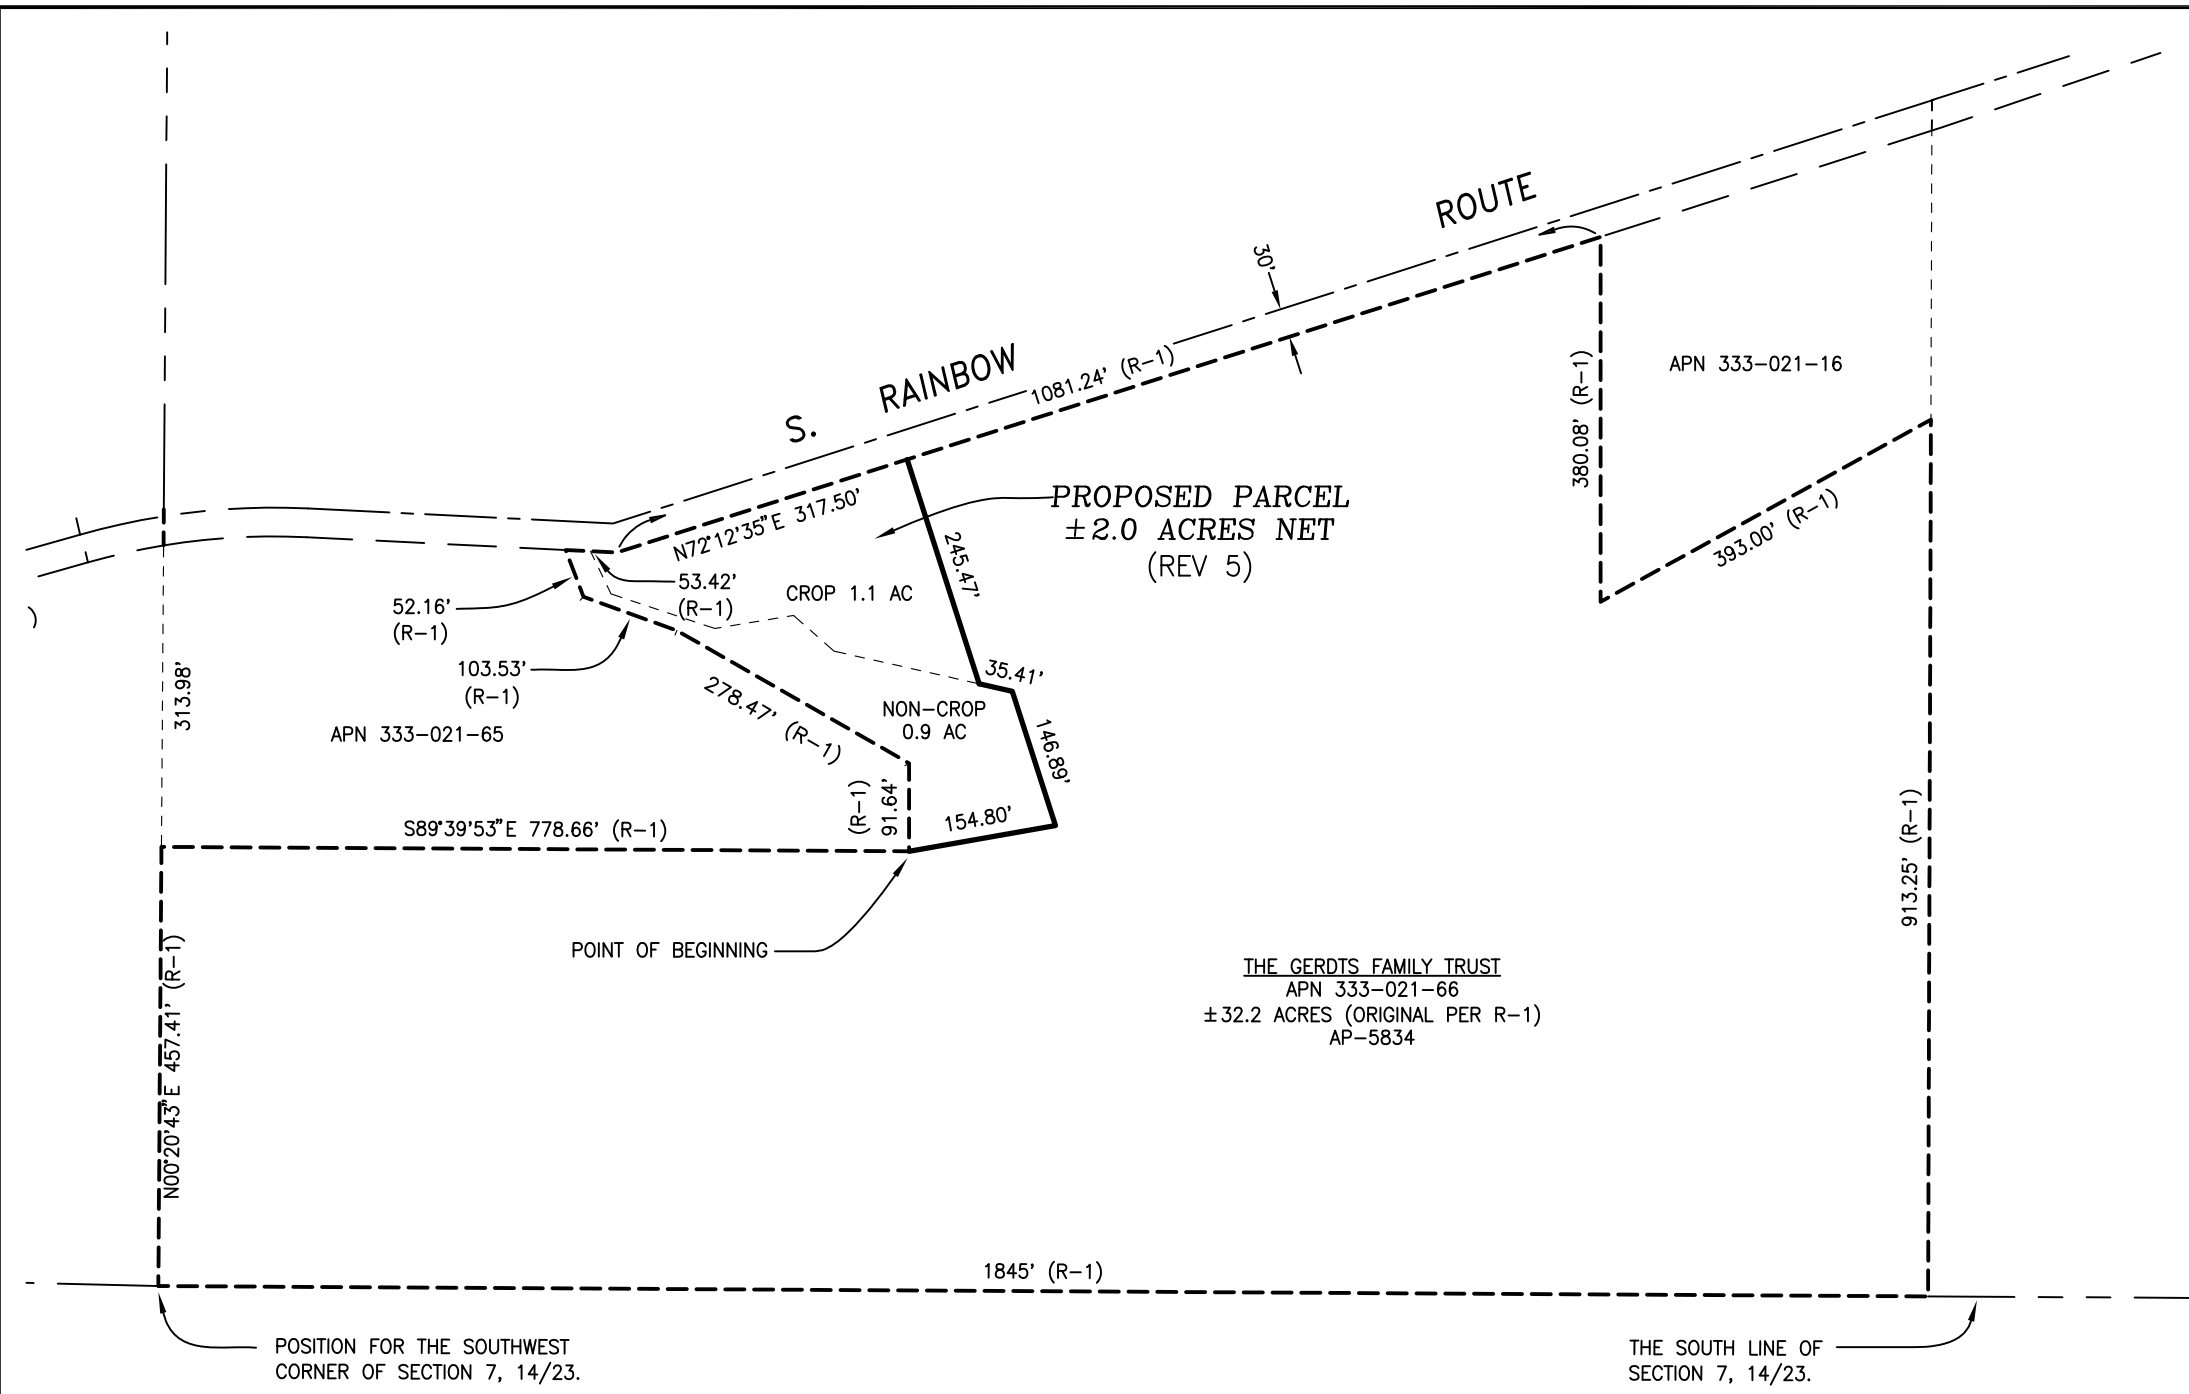 ROUTE
30'
S. RAINBOW
1081.24' (R-1)
APN 333-021-16
380.08' (R-1)
393.00' (R-1)
PROPOSED PARCEL
±2.0 ACRES NET
(REV 5)
N72°12'35"E 317.50'
245.47'
53.42'
(R-1)
CROP 1.1 AC
52.16'
(R-1)
)
103.53'
(R-1)
313.98'
35.41'
278.47' (R-1)
NON-CROP
0.9 AC
146.89'
APN 333-021-65
91.64'
(R-1)
154.80'
S89°39'53"E 778.66' (R-1)
913.25' (R-1)
POINT OF BEGINNING
THE GERDTS FAMILY TRUST
APN 333-021-66
±32.2 ACRES (ORIGINAL PER R-1)
AP-5834
N00°20'43"E 457.41' (R-1)
1845' (R-1)
POSITION FOR THE SOUTHWEST
CORNER OF SECTION 7, 14/23.
THE SOUTH LINE OF
SECTION 7, 14/23.